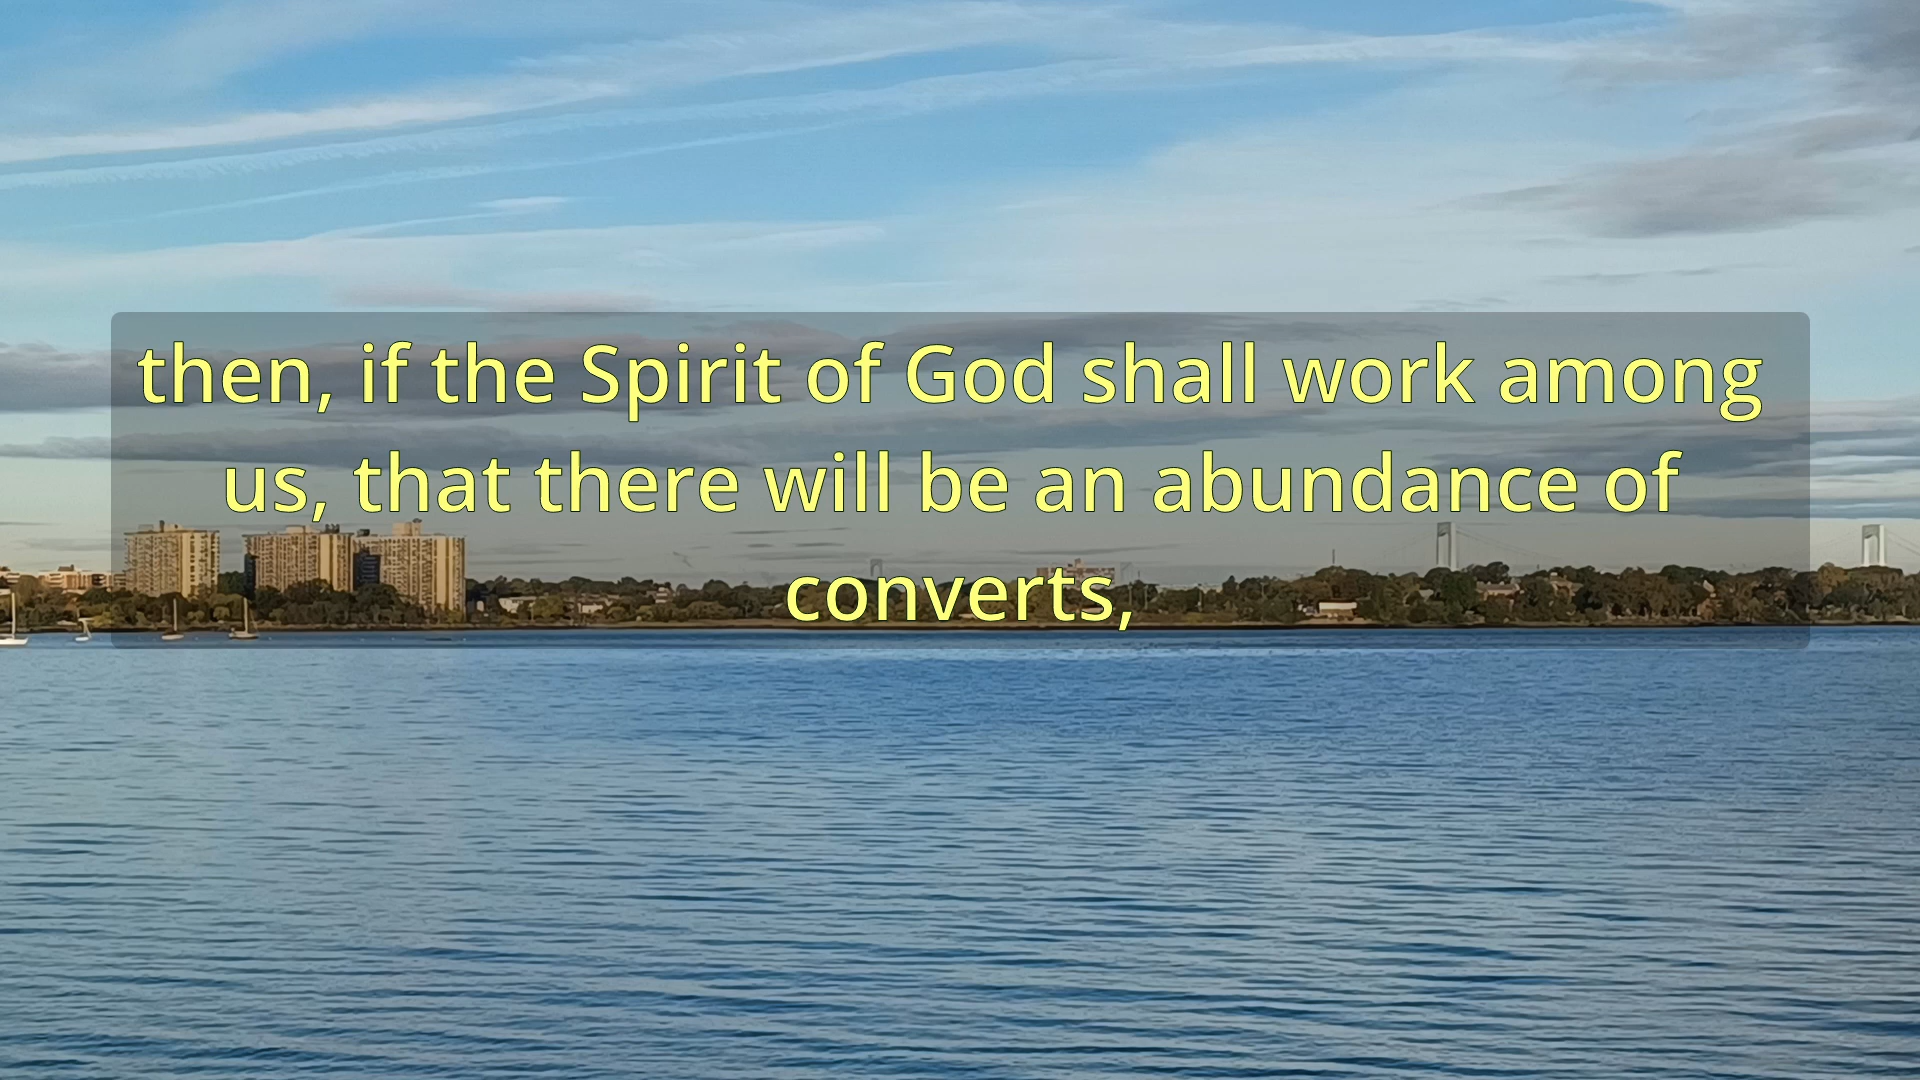 then, if the Spirit of God shall work among
us, that there will be an abundance of
converts,